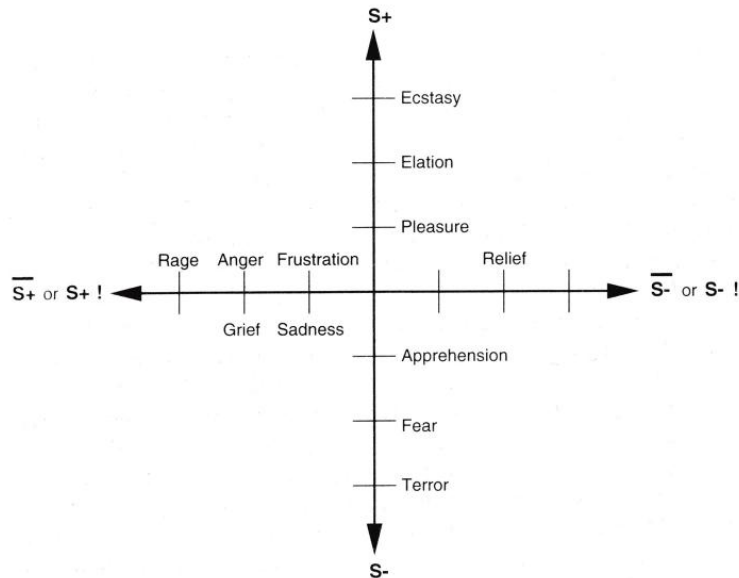 S+
Ecstasy
Elation
Pleasure
Rage Anger Frustration Relief
S̅+̅ or S+ ! S̅-̅ or S- !
Grief Sadness
Apprehension
Fear
Terror
S-